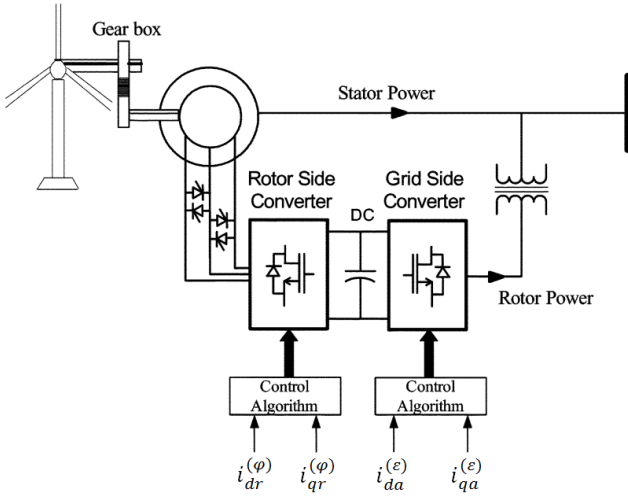 Gear box
Stator Power
Rotor Side
Converter
DC
Grid Side
Converter
Rotor Power
Control
Algorithm
Control
Algorithm
i_{dr}^{(φ)} i_{qr}^{(φ)} i_{da}^{(ε)} i_{qa}^{(ε)}